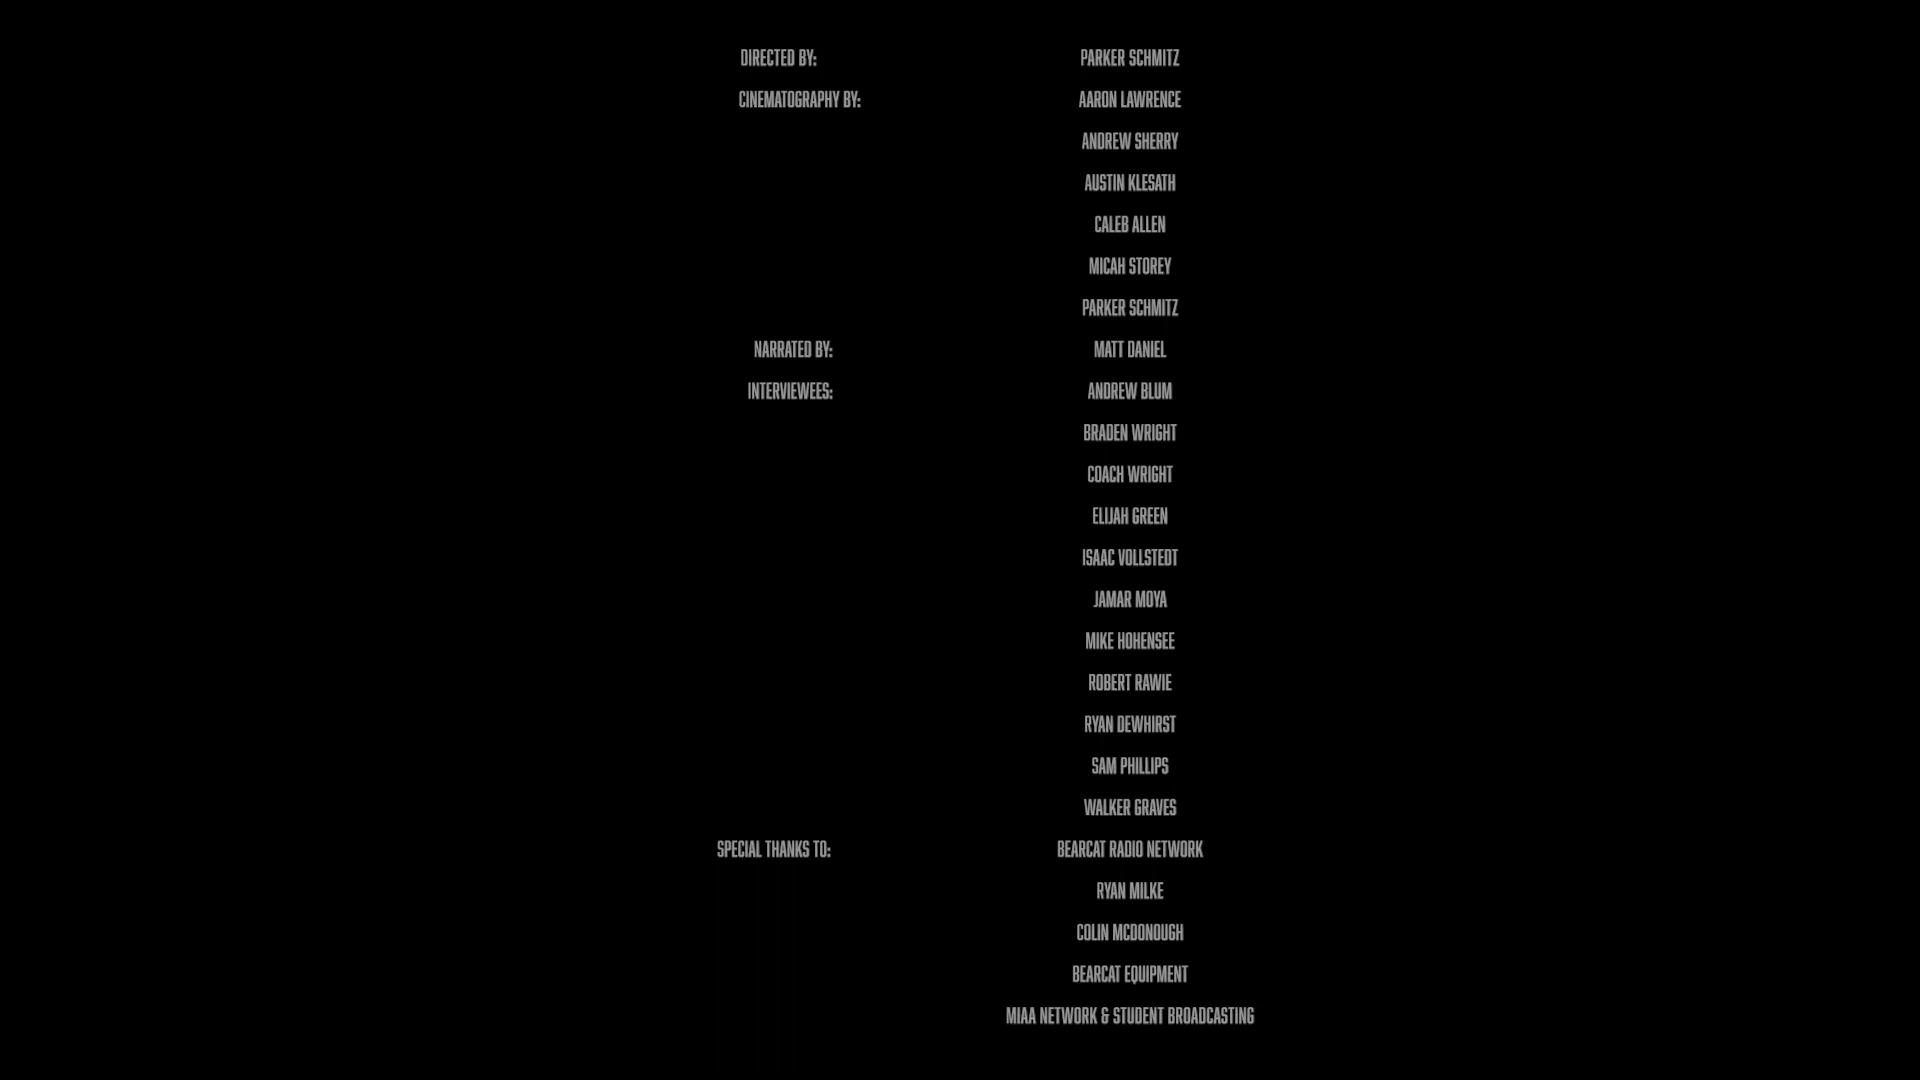 DIRECTED BY: PARKER SCHMITZ
CINEMATOGRAPHY BY: AARON LAWRENCE
ANDREW SHERRY
AUSTIN KLESATH
CALEB ALLEN
MICAH STOREY
PARKER SCHMITZ
NARRATED BY: MATT DANIEL
INTERVIEWEES: ANDREW BLUM
BRADEN WRIGHT
COACH WRIGHT
ELIJAH GREEN
ISAAC VOLLSTEDT
JAMAR MOYA
MIKE HOHENSEE
ROBERT RAWIE
RYAN DEWHIRST
SAM PHILLIPS
WALKER GRAVES
SPECIAL THANKS TO: BEARCAT RADIO NETWORK
RYAN MILKE
COLIN MCDONOUGH
BEARCAT EQUIPMENT
MIAA NETWORK & STUDENT BROADCASTING